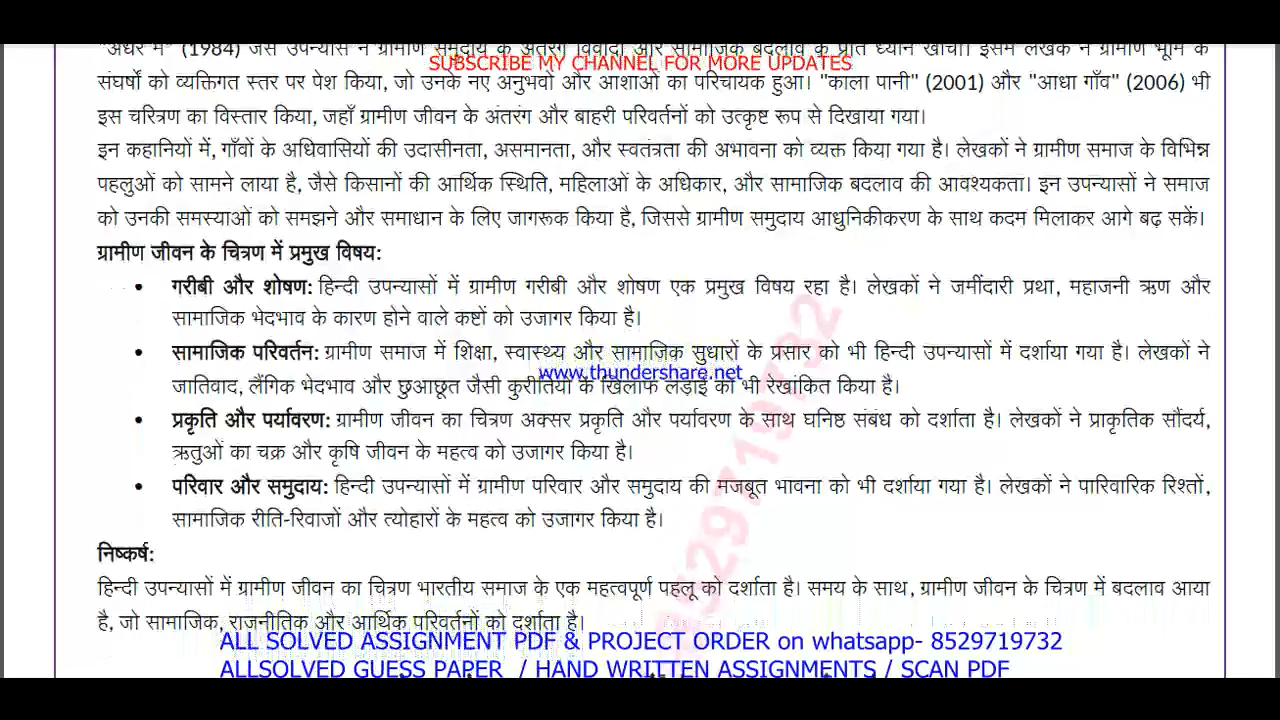 "अंधेरे में" (1984) जैसे उपन्यास ने ग्रामीण समुदाय के अंतरंग विवादों और सामाजिक बदलाव के प्रति ध्यान खींचा। इसमें लेखक ने ग्रामीण भूमि के
SUBSCRIBE MY CHANNEL FOR MORE UPDATES
संघर्षों को व्यक्तिगत स्तर पर पेश किया, जो उनके नए अनुभवों और आशाओं का परिचायक हुआ। "काला पानी" (2001) और "आधा गाँव" (2006) भी
इस चरित्रण का विस्तार किया, जहाँ ग्रामीण जीवन के अंतरंग और बाहरी परिवर्तनों को उत्कृष्ट रूप से दिखाया गया।
इन कहानियों में, गाँवों के अधिवासियों की उदासीनता, असमानता, और स्वतंत्रता की अभावना को व्यक्त किया गया है। लेखकों ने ग्रामीण समाज के विभिन्न
पहलुओं को सामने लाया है, जैसे किसानों की आर्थिक स्थिति, महिलाओं के अधिकार, और सामाजिक बदलाव की आवश्यकता। इन उपन्यासों ने समाज
को उनकी समस्याओं को समझने और समाधान के लिए जागरूक किया है, जिससे ग्रामीण समुदाय आधुनिकीकरण के साथ कदम मिलाकर आगे बढ़ सकें।
ग्रामीण जीवन के चित्रण में प्रमुख विषय:
• गरीबी और शोषण: हिन्दी उपन्यासों में ग्रामीण गरीबी और शोषण एक प्रमुख विषय रहा है। लेखकों ने जमींदारी प्रथा, महाजनी ऋण और
सामाजिक भेदभाव के कारण होने वाले कष्टों को उजागर किया है।
• सामाजिक परिवर्तन: ग्रामीण समाज में शिक्षा, स्वास्थ्य और सामाजिक सुधारों के प्रसार को भी हिन्दी उपन्यासों में दर्शाया गया है। लेखकों ने
www.thundershare.net
जातिवाद, लैंगिक भेदभाव और छुआछूत जैसी कुरीतियों के खिलाफ लड़ाई को भी रेखांकित किया है।
• प्रकृति और पर्यावरण: ग्रामीण जीवन का चित्रण अक्सर प्रकृति और पर्यावरण के साथ घनिष्ठ संबंध को दर्शाता है। लेखकों ने प्राकृतिक सौंदर्य,
ऋतुओं का चक्र और कृषि जीवन के महत्व को उजागर किया है।
• परिवार और समुदाय: हिन्दी उपन्यासों में ग्रामीण परिवार और समुदाय की मजबूत भावना को भी दर्शाया गया है। लेखकों ने पारिवारिक रिश्तों,
सामाजिक रीति-रिवाजों और त्योहारों के महत्व को उजागर किया है।
निष्कर्ष:
हिन्दी उपन्यासों में ग्रामीण जीवन का चित्रण भारतीय समाज के एक महत्वपूर्ण पहलू को दर्शाता है। समय के साथ, ग्रामीण जीवन के चित्रण में बदलाव आया
है, जो सामाजिक, राजनीतिक और आर्थिक परिवर्तनों को दर्शाता है।
8529719732
ALL SOLVED ASSIGNMENT PDF & PROJECT ORDER on whatsapp- 8529719732
ALLSOLVED GUESS PAPER / HAND WRITTEN ASSIGNMENTS / SCAN PDF